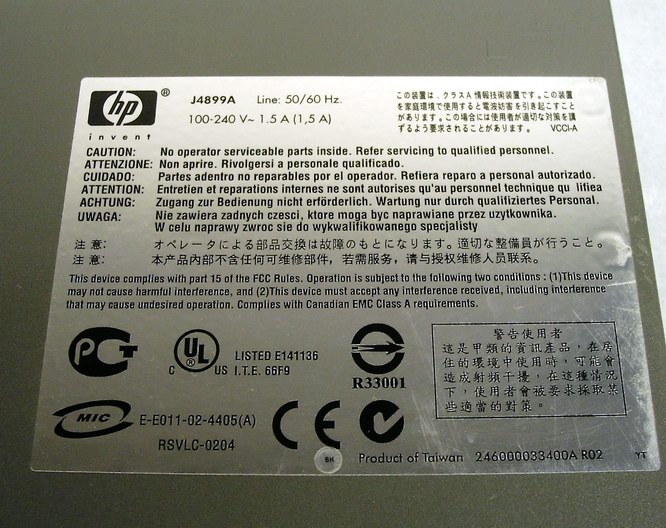 hp ®
invent
J4899A Line: 50/60 Hz.
100-240 V~ 1.5 A (1,5 A)
この装置は、クラスA情報技術装置です。この装置
を家庭環境で使用すると電波妨害を引き起こすこと
があります。この場合には使用者が適切な対策を講
ずるよう要求されることがあります。 VCCI-A
CAUTION: No operator serviceable parts inside. Refer servicing to qualified personnel.
ATTENZIONE: Non aprire. Rivolgersi a personale qualificado.
CUIDADO: Partes adentro no reparables por el operador. Refiera reparo a personal autorizado.
ATTENTION: Entretien et reparations internes ne sont autorises qu'au personnel technique qu lifiea
ACHTUNG: Zugang zur Bedienung nicht erförderlich. Wartung nur durch qualifiziertes Personal.
UWAGA: Nie zawiera zadnych czesci, ktore moga byc naprawiane przez uzytkownika.
W celu naprawy zwroc sie do wykwalifikowanego specjalisty
注意: オペレータによる部品交換は故障のもとになります。適切な整備員が行うこと。
注意: 本产品内部不含任何可维修部件，若需服务，请与授权维修人员联系。
This device complies with part 15 of the FCC Rules. Operation is subject to the following two conditions : (1)This device
may not cause harmful interference, and (2)This device must accept any interference received, including interference
that may cause undesired operation. Complies with Canadian EMC Class A requirements.
PCT
C UL US
LISTED E141136
I.T.E. 66F9
R33001
警告使用者
這是甲類的資訊產品，在居
住的環境中使用時，可能會
造成射頻干擾，在這種情況
下，使用者會被要求採取某
些適當的對策。
MIC
E-E011-02-4405(A)
RSVLC-0204
CE
BH
Product of Taiwan 246000033400A R02 YT